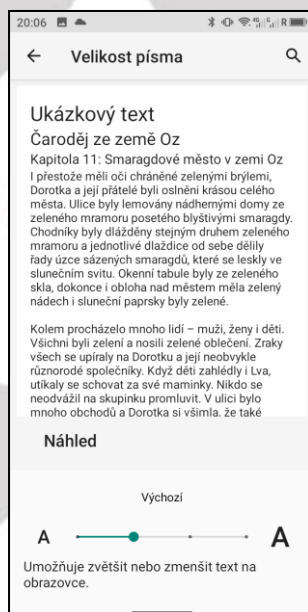 20:06
4G
R
Velikost písma
Ukázkový text
Čaroděj ze země Oz
Kapitola 11: Smaragdové město v zemi Oz
I přestože měli oči chráněné zelenými brýlemi,
Dorotka a její přátelé byli oslněni krásou celého
města. Ulice byly lemovány nádhernými domy ze
zeleného mramoru posetého blyštivými smaragdy.
Chodníky byly dlážděny stejným druhem zeleného
mramoru a jednotlivé dlaždice od sebe dělily
řady úzce sázených smaragdů, které se leskly ve
slunečním svitu. Okenní tabule byly ze zeleného
skla, dokonce i obloha nad městem měla zelený
nádech i sluneční paprsky byly zelené.
Kolem procházelo mnoho lidí – muži, ženy i děti.
Všichni byli zelení a nosili zelené oblečení. Zraky
všech se upíraly na Dorotku a její neobvykle
různorodé společníky. Když děti zahlédly i Lva,
utíkaly se schovat za své maminky. Nikdo se
neodvážil na skupinku promluvit. V ulici bylo
mnoho obchodů a Dorotka si všimla, že také
Náhled
Výchozí
A A
Umožňuje zvětšit nebo zmenšit text na
obrazovce.